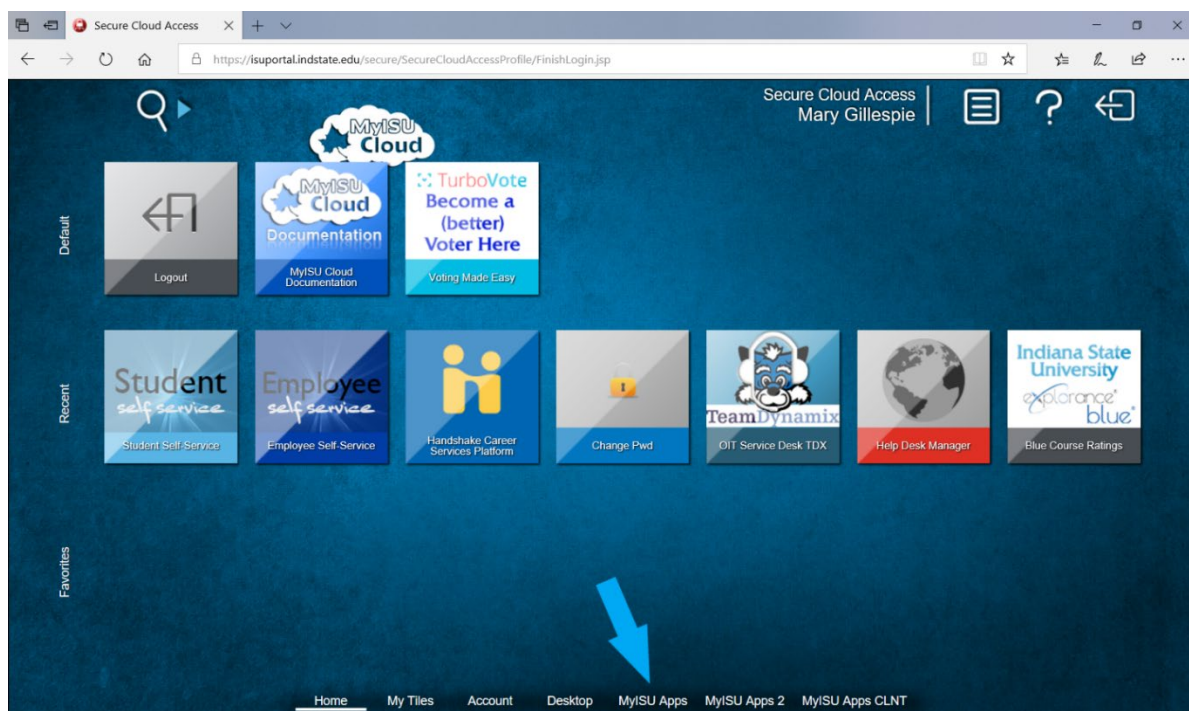 Secure Cloud Access
https://isuportal.indstate.edu/secure/SecureCloudAccessProfile/FinishLogin.jsp
Secure Cloud Access
Mary Gillespie
?
MyISU
Cloud
Default
Logout
MyISU
Cloud
Documentation
MyISU Cloud
Documentation
TurboVote
Become a
(better)
Voter Here
Voting Made Easy
Recent
Student
self service
Student Self-Service
Employee
self service
Employee Self-Service
Handshake Career
Services Platform
Change Pwd
TeamDynamix
OIT Service Desk TDX
Help Desk Manager
Indiana State
University
explorance
blue
Blue Course Ratings
Favorites
Home My Tiles Account Desktop MyISU Apps MyISU Apps 2 MyISU Apps CLNT